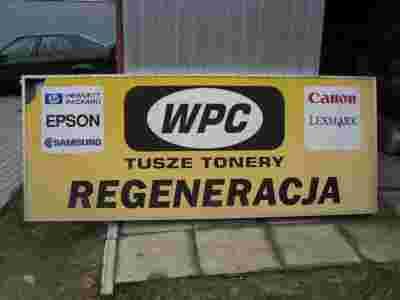 HEWLETT
PACKARD
EPSON
SAMSUNG
WPC
Canon
LEXMARK
TUSZE TONERY
REGENERACJA